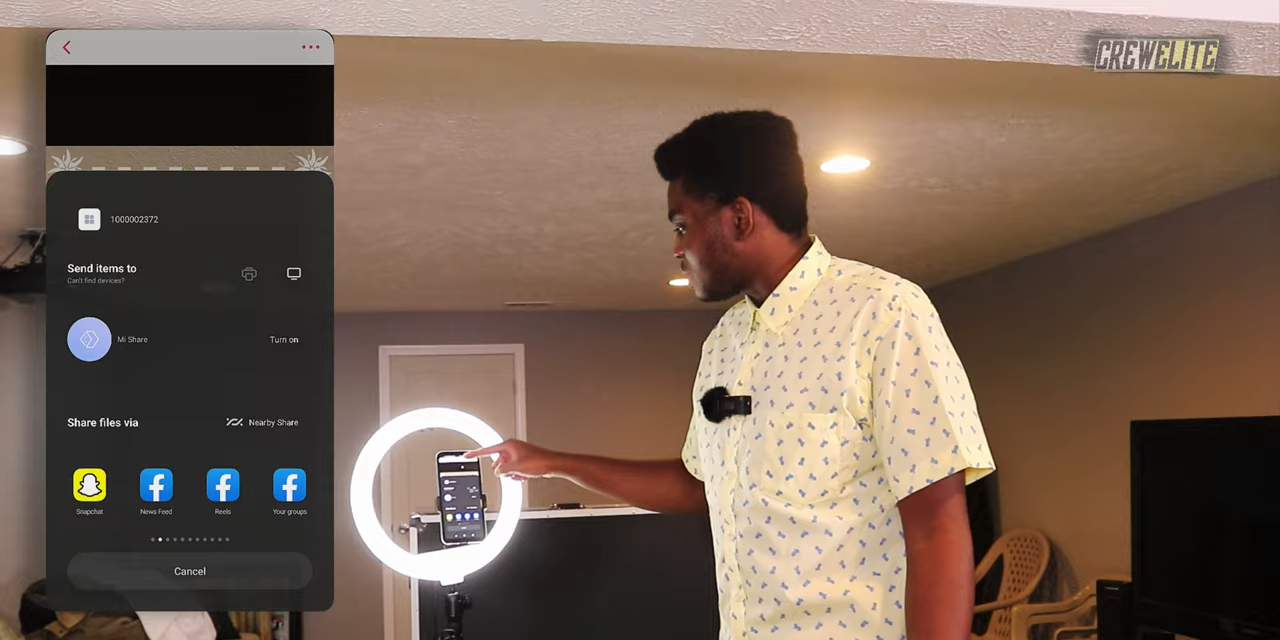 CREWELITE
1000002372
Send items to
Can't find devices?
Mi Share
Turn on
Share files via
Nearby Share
Snapchat
News Feed
Reels
Your groups
Cancel